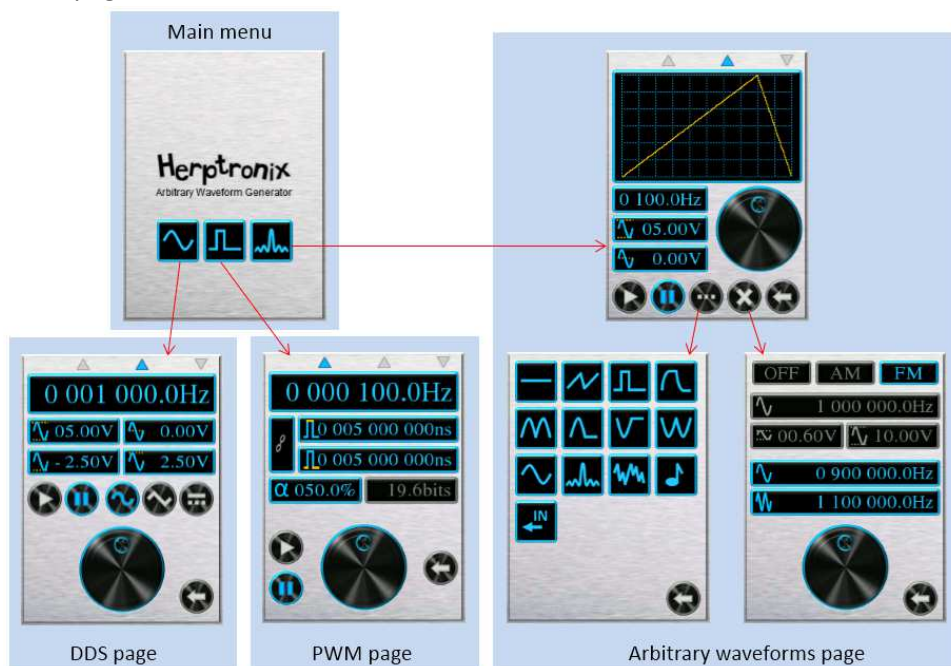 Main menu
Herptronix
Arbitrary Waveform Generator
0 100.0Hz
05.00V
0.00V
0 001 000.0Hz
05.00V 0.00V
- 2.50V 2.50V
DDS page
0 000 100.0Hz
0 005 000 000ns
0 005 000 000ns
α 050.0% 19.6bits
PWM page
IN
OFF AM FM
1 000 000.0Hz
00.60V 10.00V
0 900 000.0Hz
1 100 000.0Hz
Arbitrary waveforms page